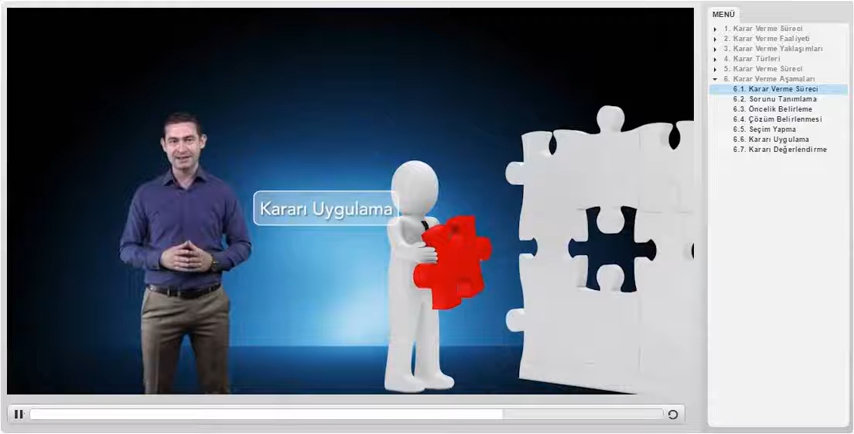 Kararı Uygulama
MENÜ
1. Karar Verme Süreci
2. Karar Verme Faaliyeti
3. Karar Verme Yaklaşımları
4. Karar Türleri
5. Karar Verme Süreci
6. Karar Verme Aşamaları
6.1. Karar Verme Süreci
6.2. Sorunu Tanımlama
6.3. Öncelik Belirleme
6.4. Çözüm Belirlenmesi
6.5. Seçim Yapma
6.6. Kararı Uygulama
6.7. Kararı Değerlendirme